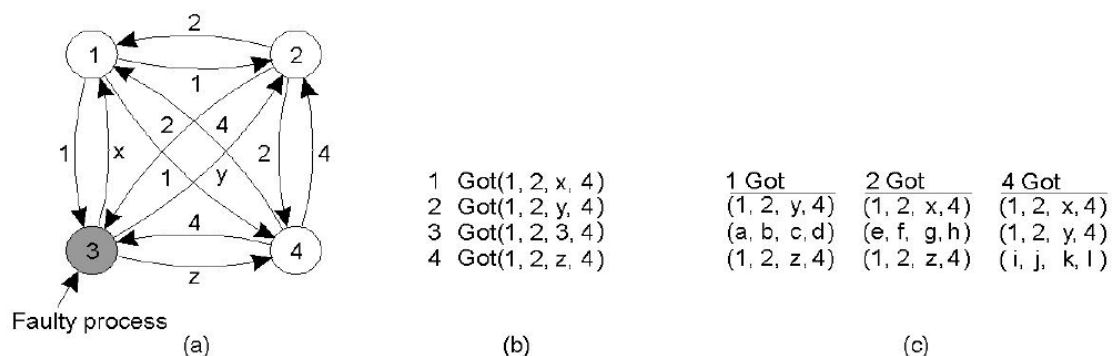 2
1
2
1
2
4
1
x
2
4
1
y
4
3
4
z
Faulty process
(a)
1 Got(1, 2, x, 4)
2 Got(1, 2, y, 4)
3 Got(1, 2, 3, 4)
4 Got(1, 2, z, 4)
(b)
1 Got
(1, 2, y, 4)
(a, b, c, d)
(1, 2, z, 4)
2 Got
(1, 2, x, 4)
(e, f, g, h)
(1, 2, z, 4)
4 Got
(1, 2, x, 4)
(1, 2, y, 4)
(i, j, k, l)
(c)